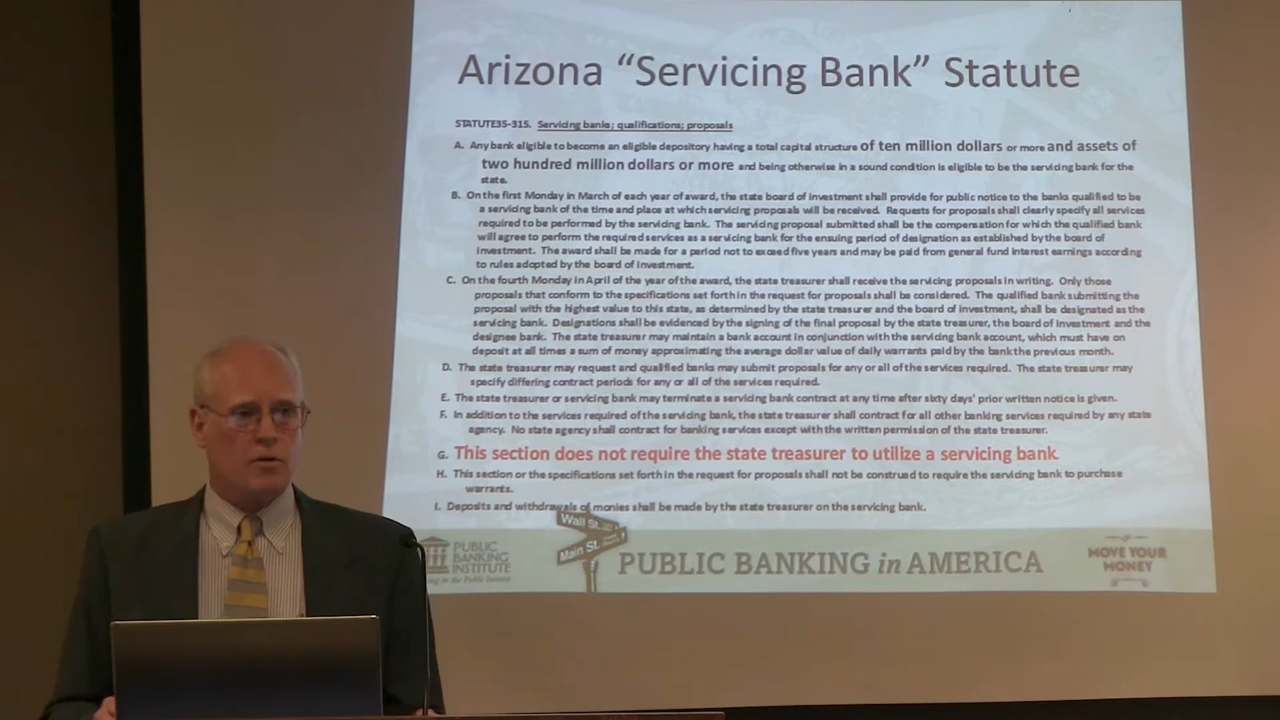 Arizona “Servicing Bank” Statute
STATUTE35-315. Servicing banks; qualifications; proposals
A. Any bank eligible to become an eligible depository having a total capital structure of ten million dollars or more and assets of
two hundred million dollars or more and being otherwise in a sound condition is eligible to be the servicing bank for the
state.
B. On the first Monday in March of each year of award, the state board of investment shall provide for public notice to the banks qualified to be
a servicing bank of the time and place at which servicing proposals will be received. Requests for proposals shall clearly specify all services
required to be performed by the servicing bank. The servicing proposal submitted shall be the compensation for which the qualified bank
will agree to perform the required services as a servicing bank for the ensuing period of designation as established by the board of
investment. The award shall be made for a period not to exceed five years and may be paid from general fund interest earnings according
to rules adopted by the board of investment.
C. On the fourth Monday in April of the year of the award, the state treasurer shall receive the servicing proposals in writing. Only those
proposals that conform to the specifications set forth in the request for proposals shall be considered. The qualified bank submitting the
proposal with the highest value to this state, as determined by the state treasurer and the board of investment, shall be designated as the
servicing bank. Designations shall be evidenced by the signing of the final proposal by the state treasurer, the board of investment and the
designee bank. The state treasurer may maintain a bank account in conjunction with the servicing bank account, which must have on
deposit at all times a sum of money approximating the average dollar value of daily warrants paid by the bank the previous month.
D. The state treasurer may request and qualified banks may submit proposals for any or all of the services required. The state treasurer may
specify differing contract periods for any or all of the services required.
E. The state treasurer or servicing bank may terminate a servicing bank contract at any time after sixty days' prior written notice is given.
F. In addition to the services required of the servicing bank, the state treasurer shall contract for all other banking services required by any state
agency. No state agency shall contract for banking services except with the written permission of the state treasurer.
G. This section does not require the state treasurer to utilize a servicing bank.
H. This section or the specifications set forth in the request for proposals shall not be construed to require the servicing bank to purchase
warrants.
I. Deposits and withdrawals of monies shall be made by the state treasurer on the servicing bank.
Wall St.
Main St.
PUBLIC
BANKING
INSTITUTE
in the Public Interest
PUBLIC BANKING in AMERICA
MOVE YOUR
MONEY